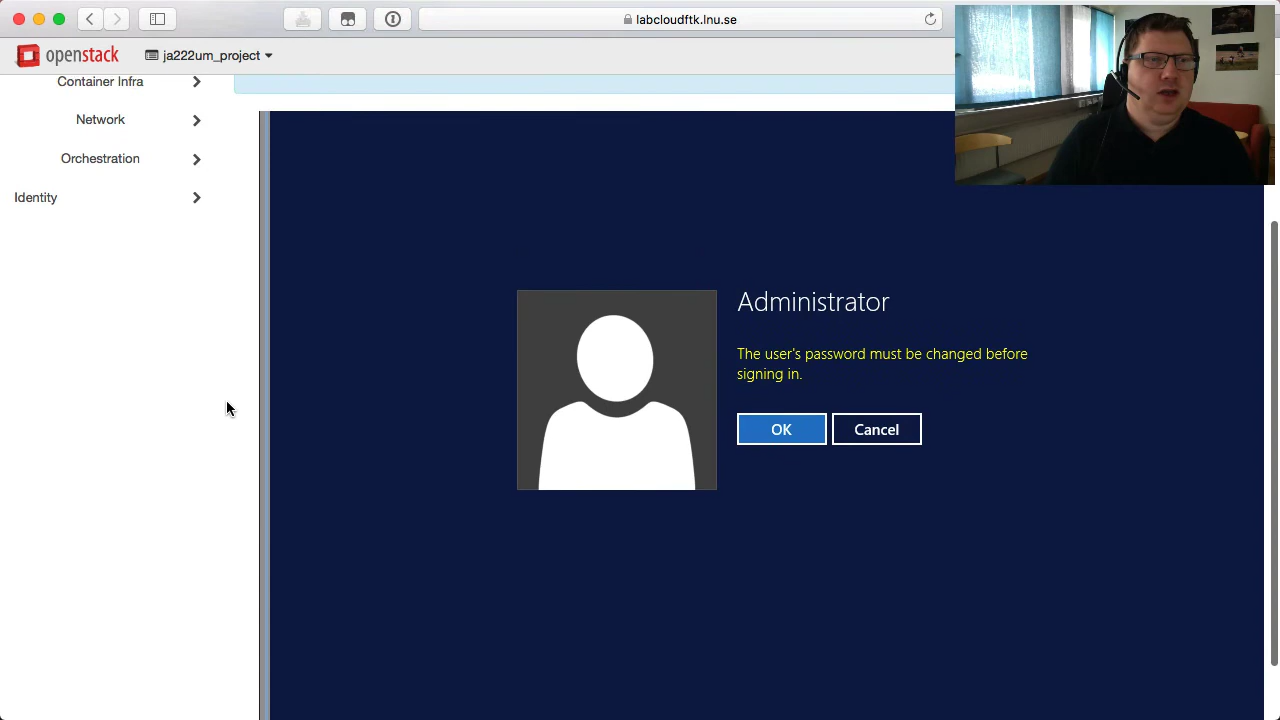 labcloudftk.lnu.se
openstack
ja222um_project
Container Infra
Network
Orchestration
Identity
Administrator
The user's password must be changed before
signing in.
OK
Cancel